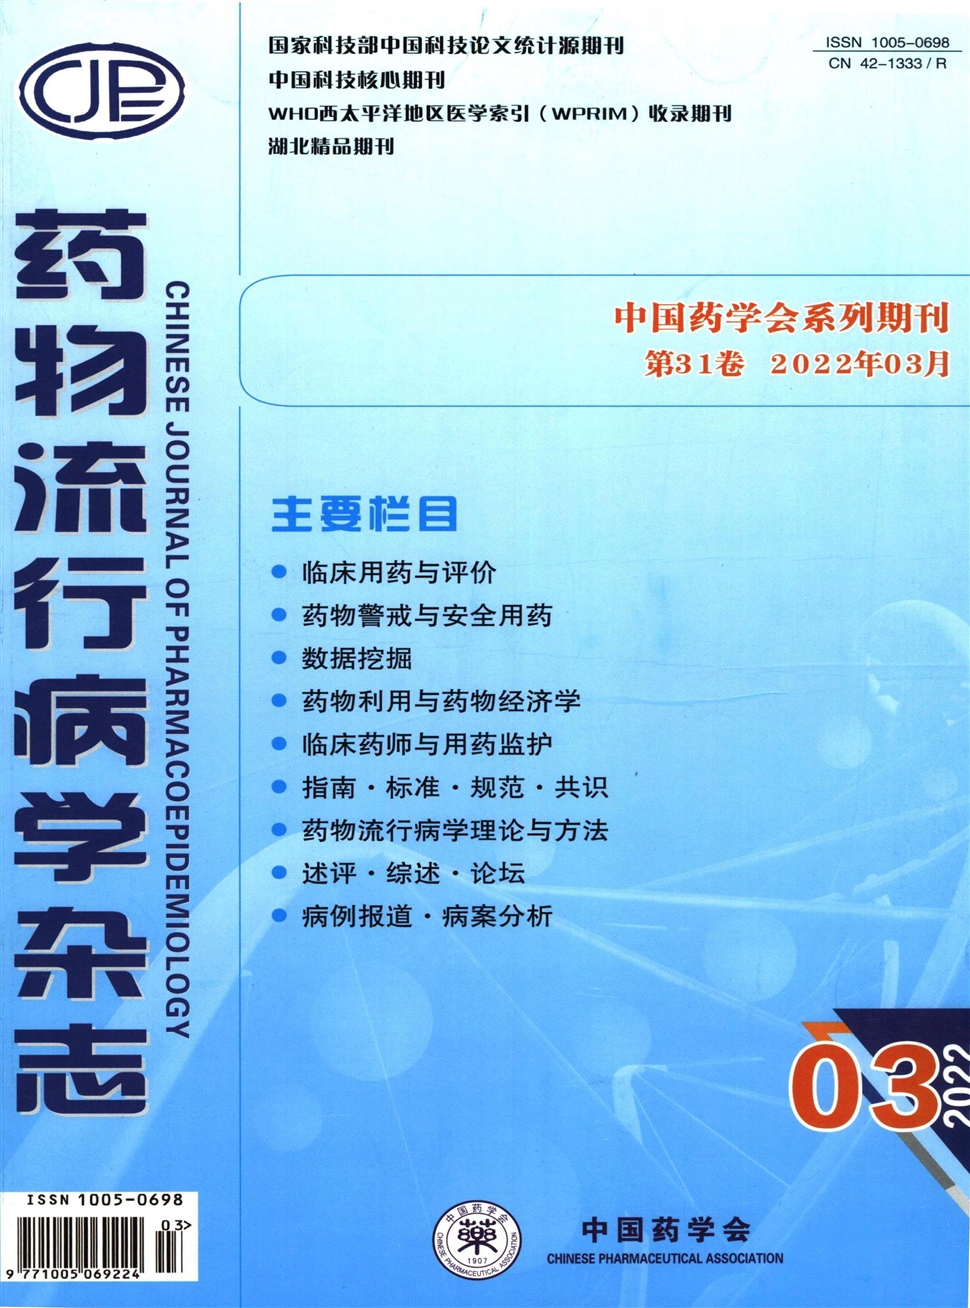 CJPE
国家科技部中国科技论文统计源期刊
中国科技核心期刊
WHO西太平洋地区医学索引（WPRIM）收录期刊
湖北精品期刊
ISSN 1005-0698
CN 42-1333 / R
药物流行病学杂志
CHINESE JOURNAL OF PHARMACOEPIDEMIOLOGY
中国药学会系列期刊
第31卷 2022年03月
主要栏目
● 临床用药与评价
● 药物警戒与安全用药
● 数据挖掘
● 药物利用与药物经济学
● 临床药师与用药监护
● 指南·标准·规范·共识
● 药物流行病学理论与方法
● 述评·综述·论坛
● 病例报道·病案分析
03
2022
ISSN 1005-0698
03>
9 771005 069224
中国药学会
藥
1907
CHINESE PHARMACEUTICAL ASSOCIATION
中国药学会
CHINESE PHARMACEUTICAL ASSOCIATION